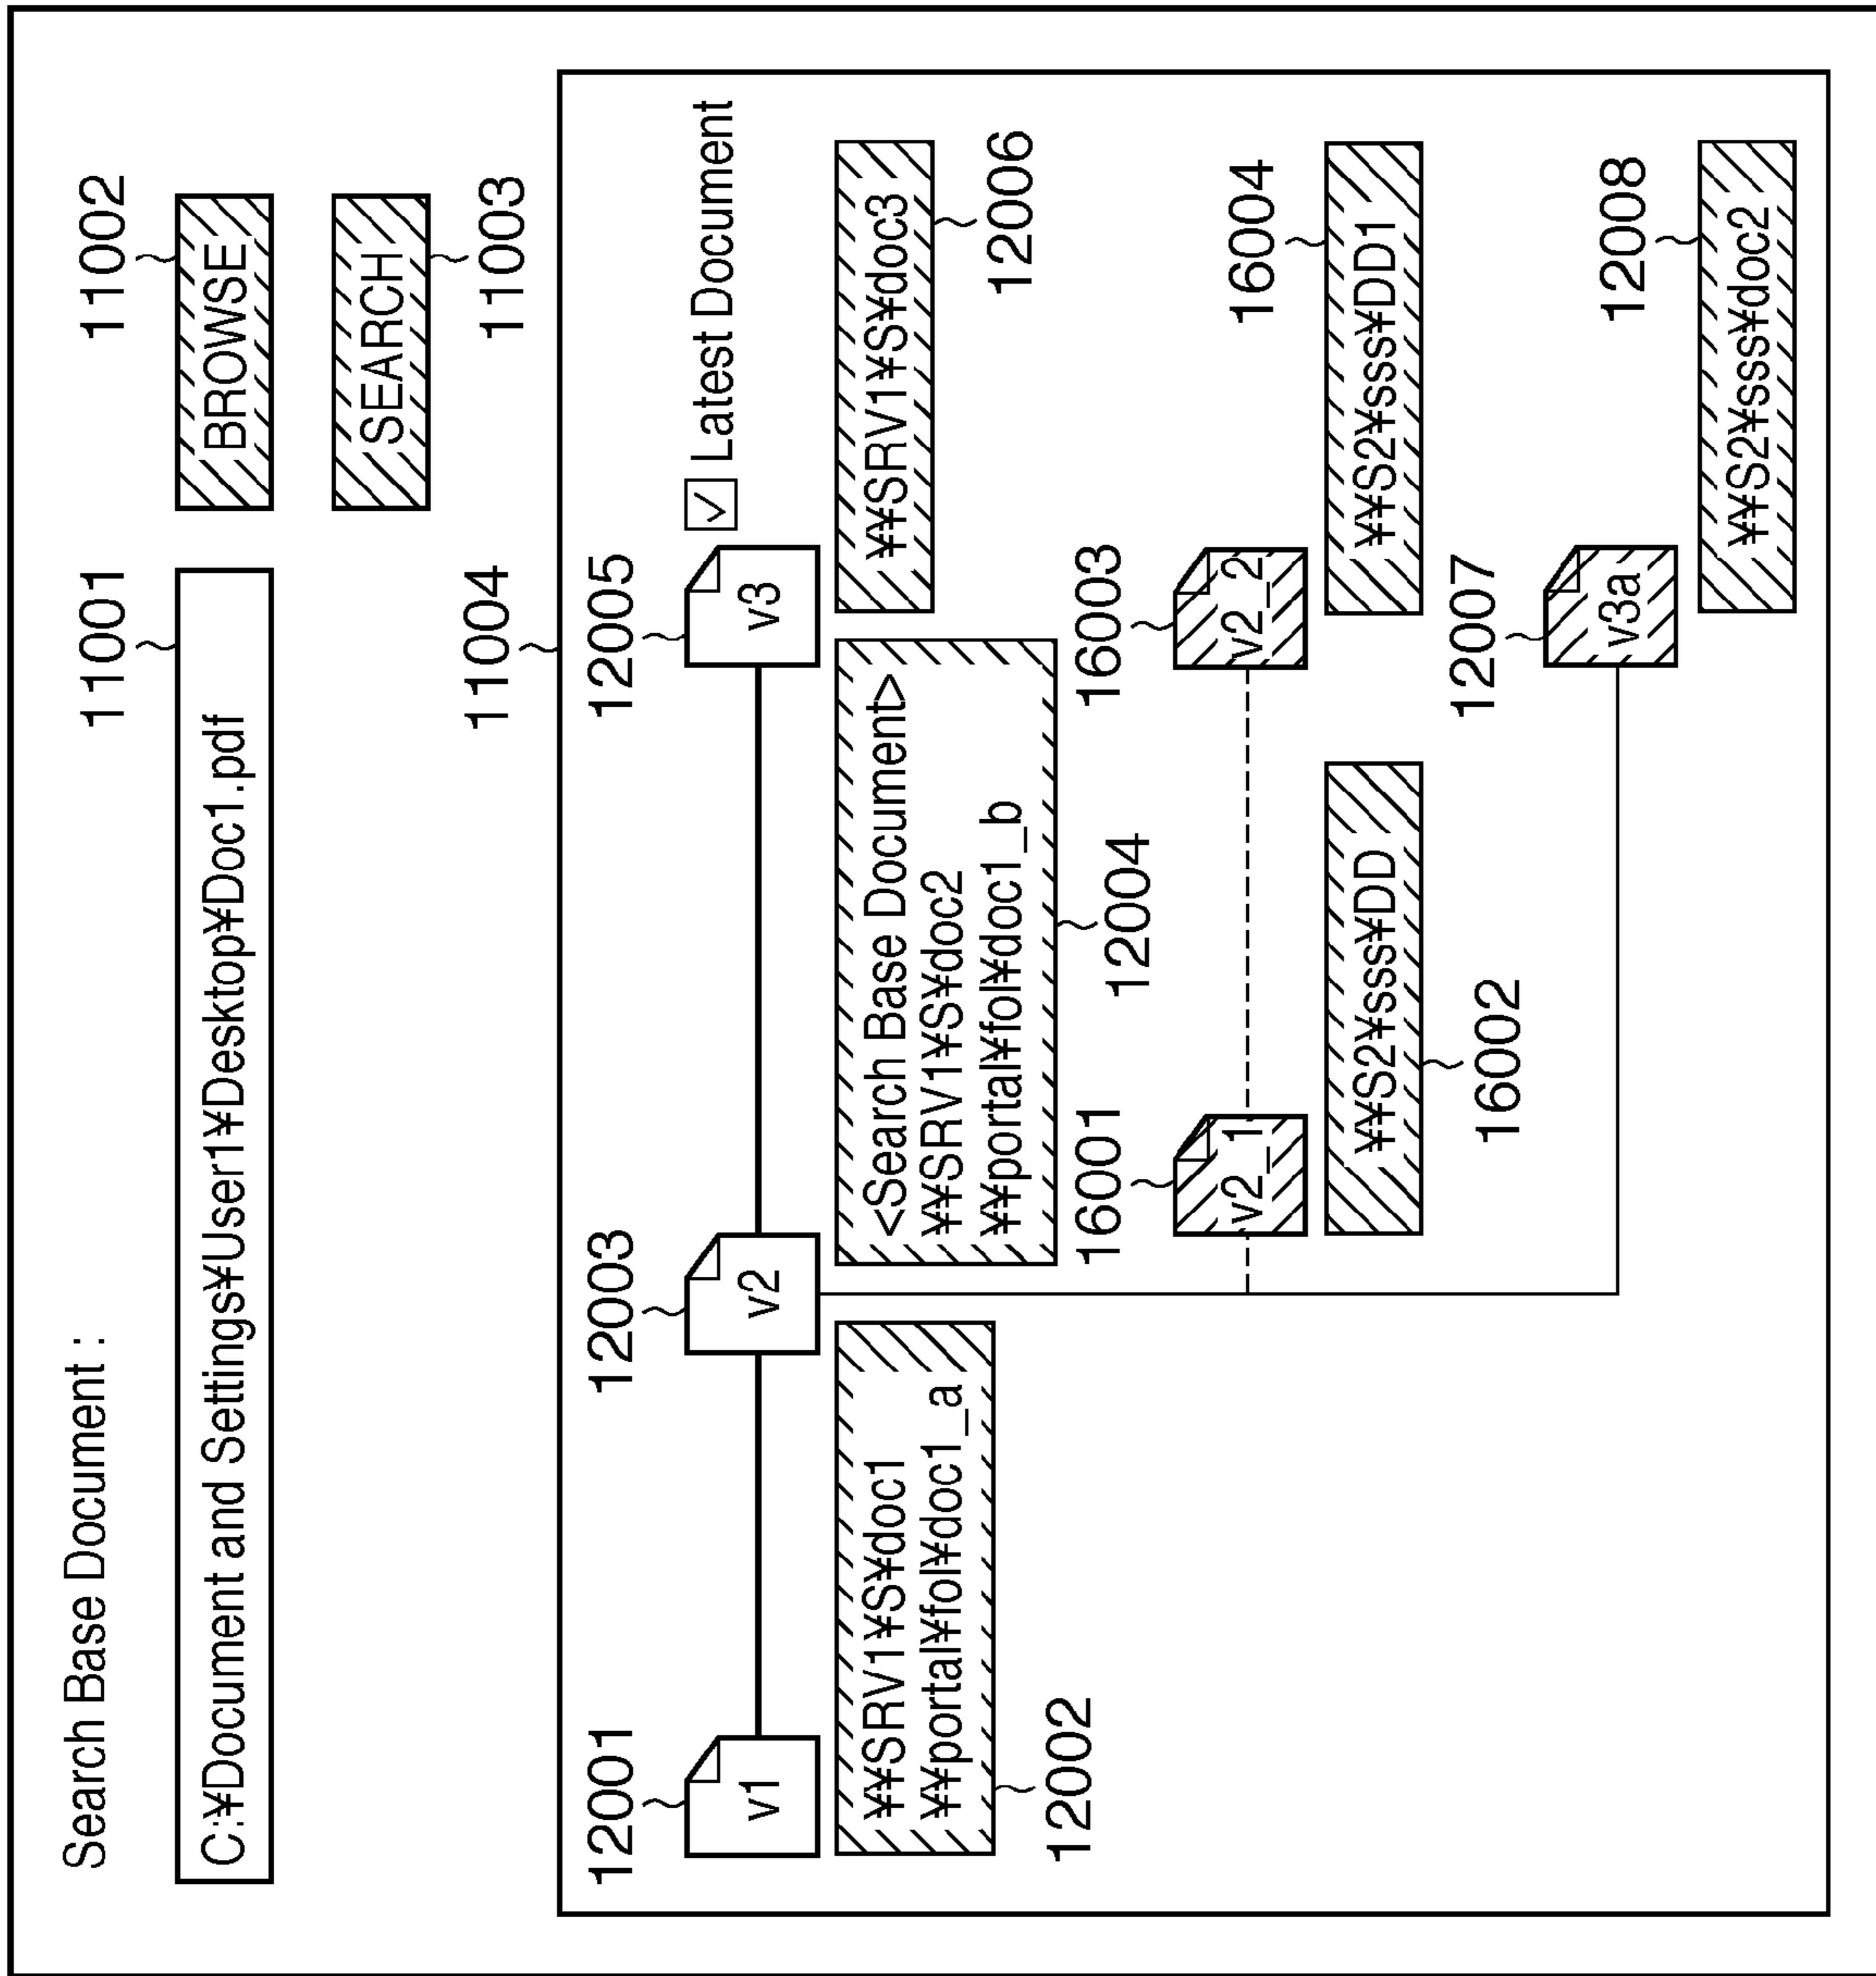 Search Base Document :
11001
11002
C:¥Document and Settings¥User1¥Desktop¥Doc1.pdf
BROWSE
SEARCH
11003
11004
12001
12003
12005
v1
v2
v3
Latest Document
¥¥SRV1¥S¥doc1
¥¥portal¥fol¥doc1_a
12002
<Search Base Document>
¥¥SRV1¥S¥doc2
¥¥portal¥fol¥doc1_b
12004
¥¥SRV1¥S¥doc3
12006
16001
16003
16004
v2_1
v2_2
¥¥S2¥sss¥DD
16002
¥¥S2¥sss¥DD1
12007
12008
v3a
¥¥S2¥sss¥doc2